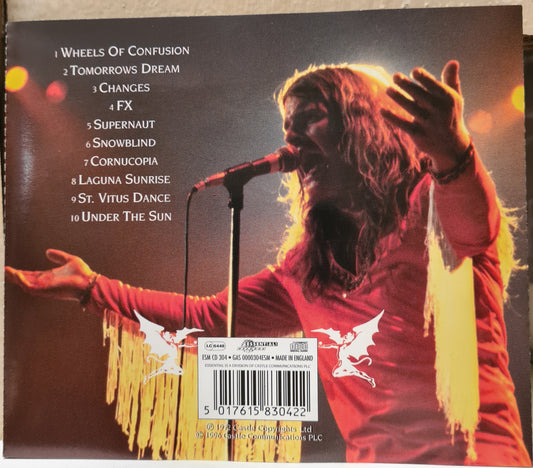 1 WHEELS OF CONFUSION
2 TOMORROWS DREAM
3 CHANGES
4 FX
5 SUPERNAUT
6 SNOWBLIND
7 CORNUCOPIA
8 LAGUNA SUNRISE
9 ST. VITUS DANCE
10 UNDER THE SUN
LC 6448
ESSENTIAL!
ESM CD 304 • GAS 0000304ESM • MADE IN ENGLAND
ESSENTIAL IS A DIVISION OF CASTLE COMMUNICATIONS PLC
5 017615 830422
℗ 1972 Castle Copyrights Ltd
© 1996 Castle Communications PLC